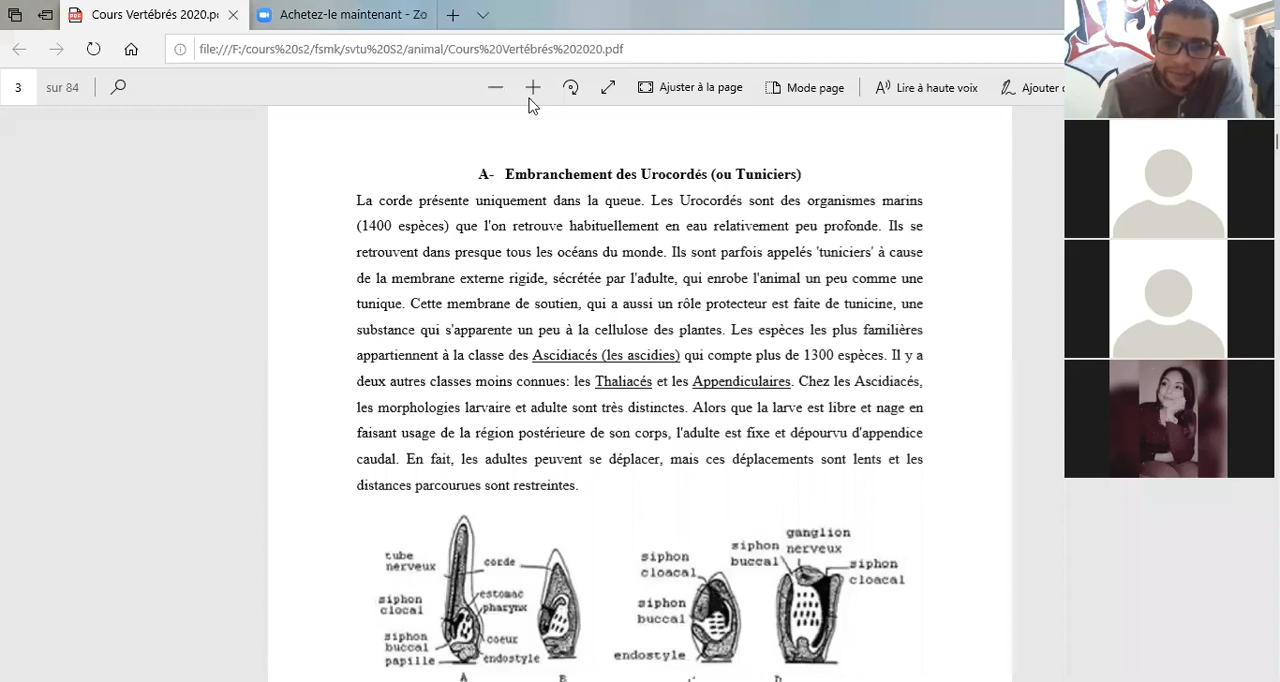 Cours Vertébrés 2020.p
Achetez-le maintenant - Zo
file:///F:/cours%20s2/fsmk/svtu%20S2/animal/Cours%20Vertébrés%202020.pdf
3 sur 84
Ajuster à la page
Mode page
Lire à haute voix
Ajouter
A- Embranchement des Urocordés (ou Tuniciers)
La corde présente uniquement dans la queue. Les Urocordés sont des organismes marins
(1400 espèces) que l'on retrouve habituellement en eau relativement peu profonde. Ils se
retrouvent dans presque tous les océans du monde. Ils sont parfois appelés 'tuniciers' à cause
de la membrane externe rigide, sécrétée par l'adulte, qui enrobe l'animal un peu comme une
tunique. Cette membrane de soutien, qui a aussi un rôle protecteur est faite de tunicine, une
substance qui s'apparente un peu à la cellulose des plantes. Les espèces les plus familières
appartiennent à la classe des Ascidiacés (les ascidies) qui compte plus de 1300 espèces. Il y a
deux autres classes moins connues: les Thaliacés et les Appendiculaires. Chez les Ascidiacés,
les morphologies larvaire et adulte sont très distinctes. Alors que la larve est libre et nage en
faisant usage de la région postérieure de son corps, l'adulte est fixe et dépourvu d'appendice
caudal. En fait, les adultes peuvent se déplacer, mais ces déplacements sont lents et les
distances parcourues sont restreintes.
tube
nerveux
corde
siphon
clocal
estomac
pharynx
siphon
buccal
coeur
papille
endostyle
A
B
siphon
cloacal
siphon
buccal
endostyle
siphon
buccal
ganglion
nerveux
siphon
cloacal
D